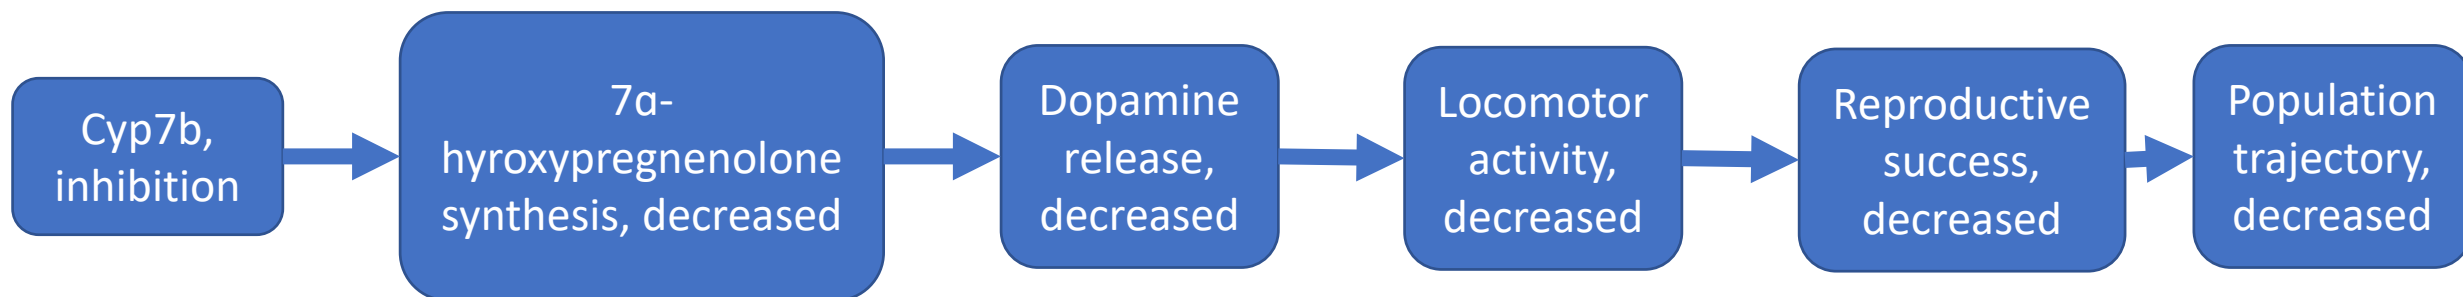 Cyp7b,
inhibition
7α-
hyroxypregnenolone
synthesis, decreased
Dopamine
release,
decreased
Locomotor
activity,
decreased
Reproductive
success,
decreased
Population
trajectory,
decreased